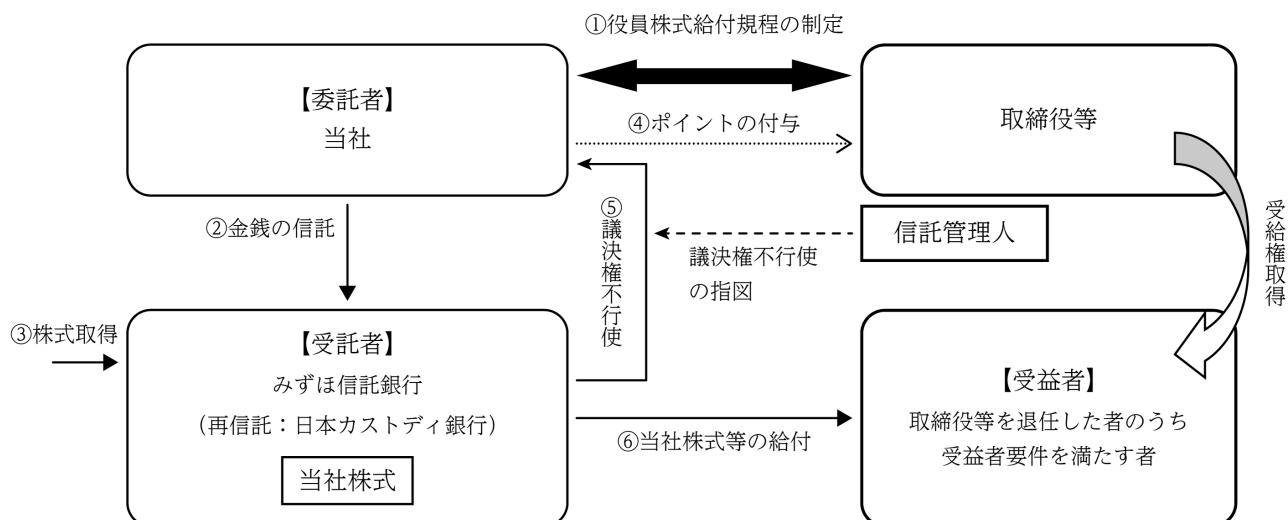 ①役員株式給付規程の制定
【委託者】
当社
④ポイントの付与
取締役等
②金銭の信託
⑤議決権不行使
議決権不行使
の指図
信託管理人
受給権取得
③株式取得
【受託者】
みずほ信託銀行
(再信託:日本カストディ銀行)
当社株式
⑥当社株式等の給付
【受益者】
取締役等を退任した者のうち
受益者要件を満たす者